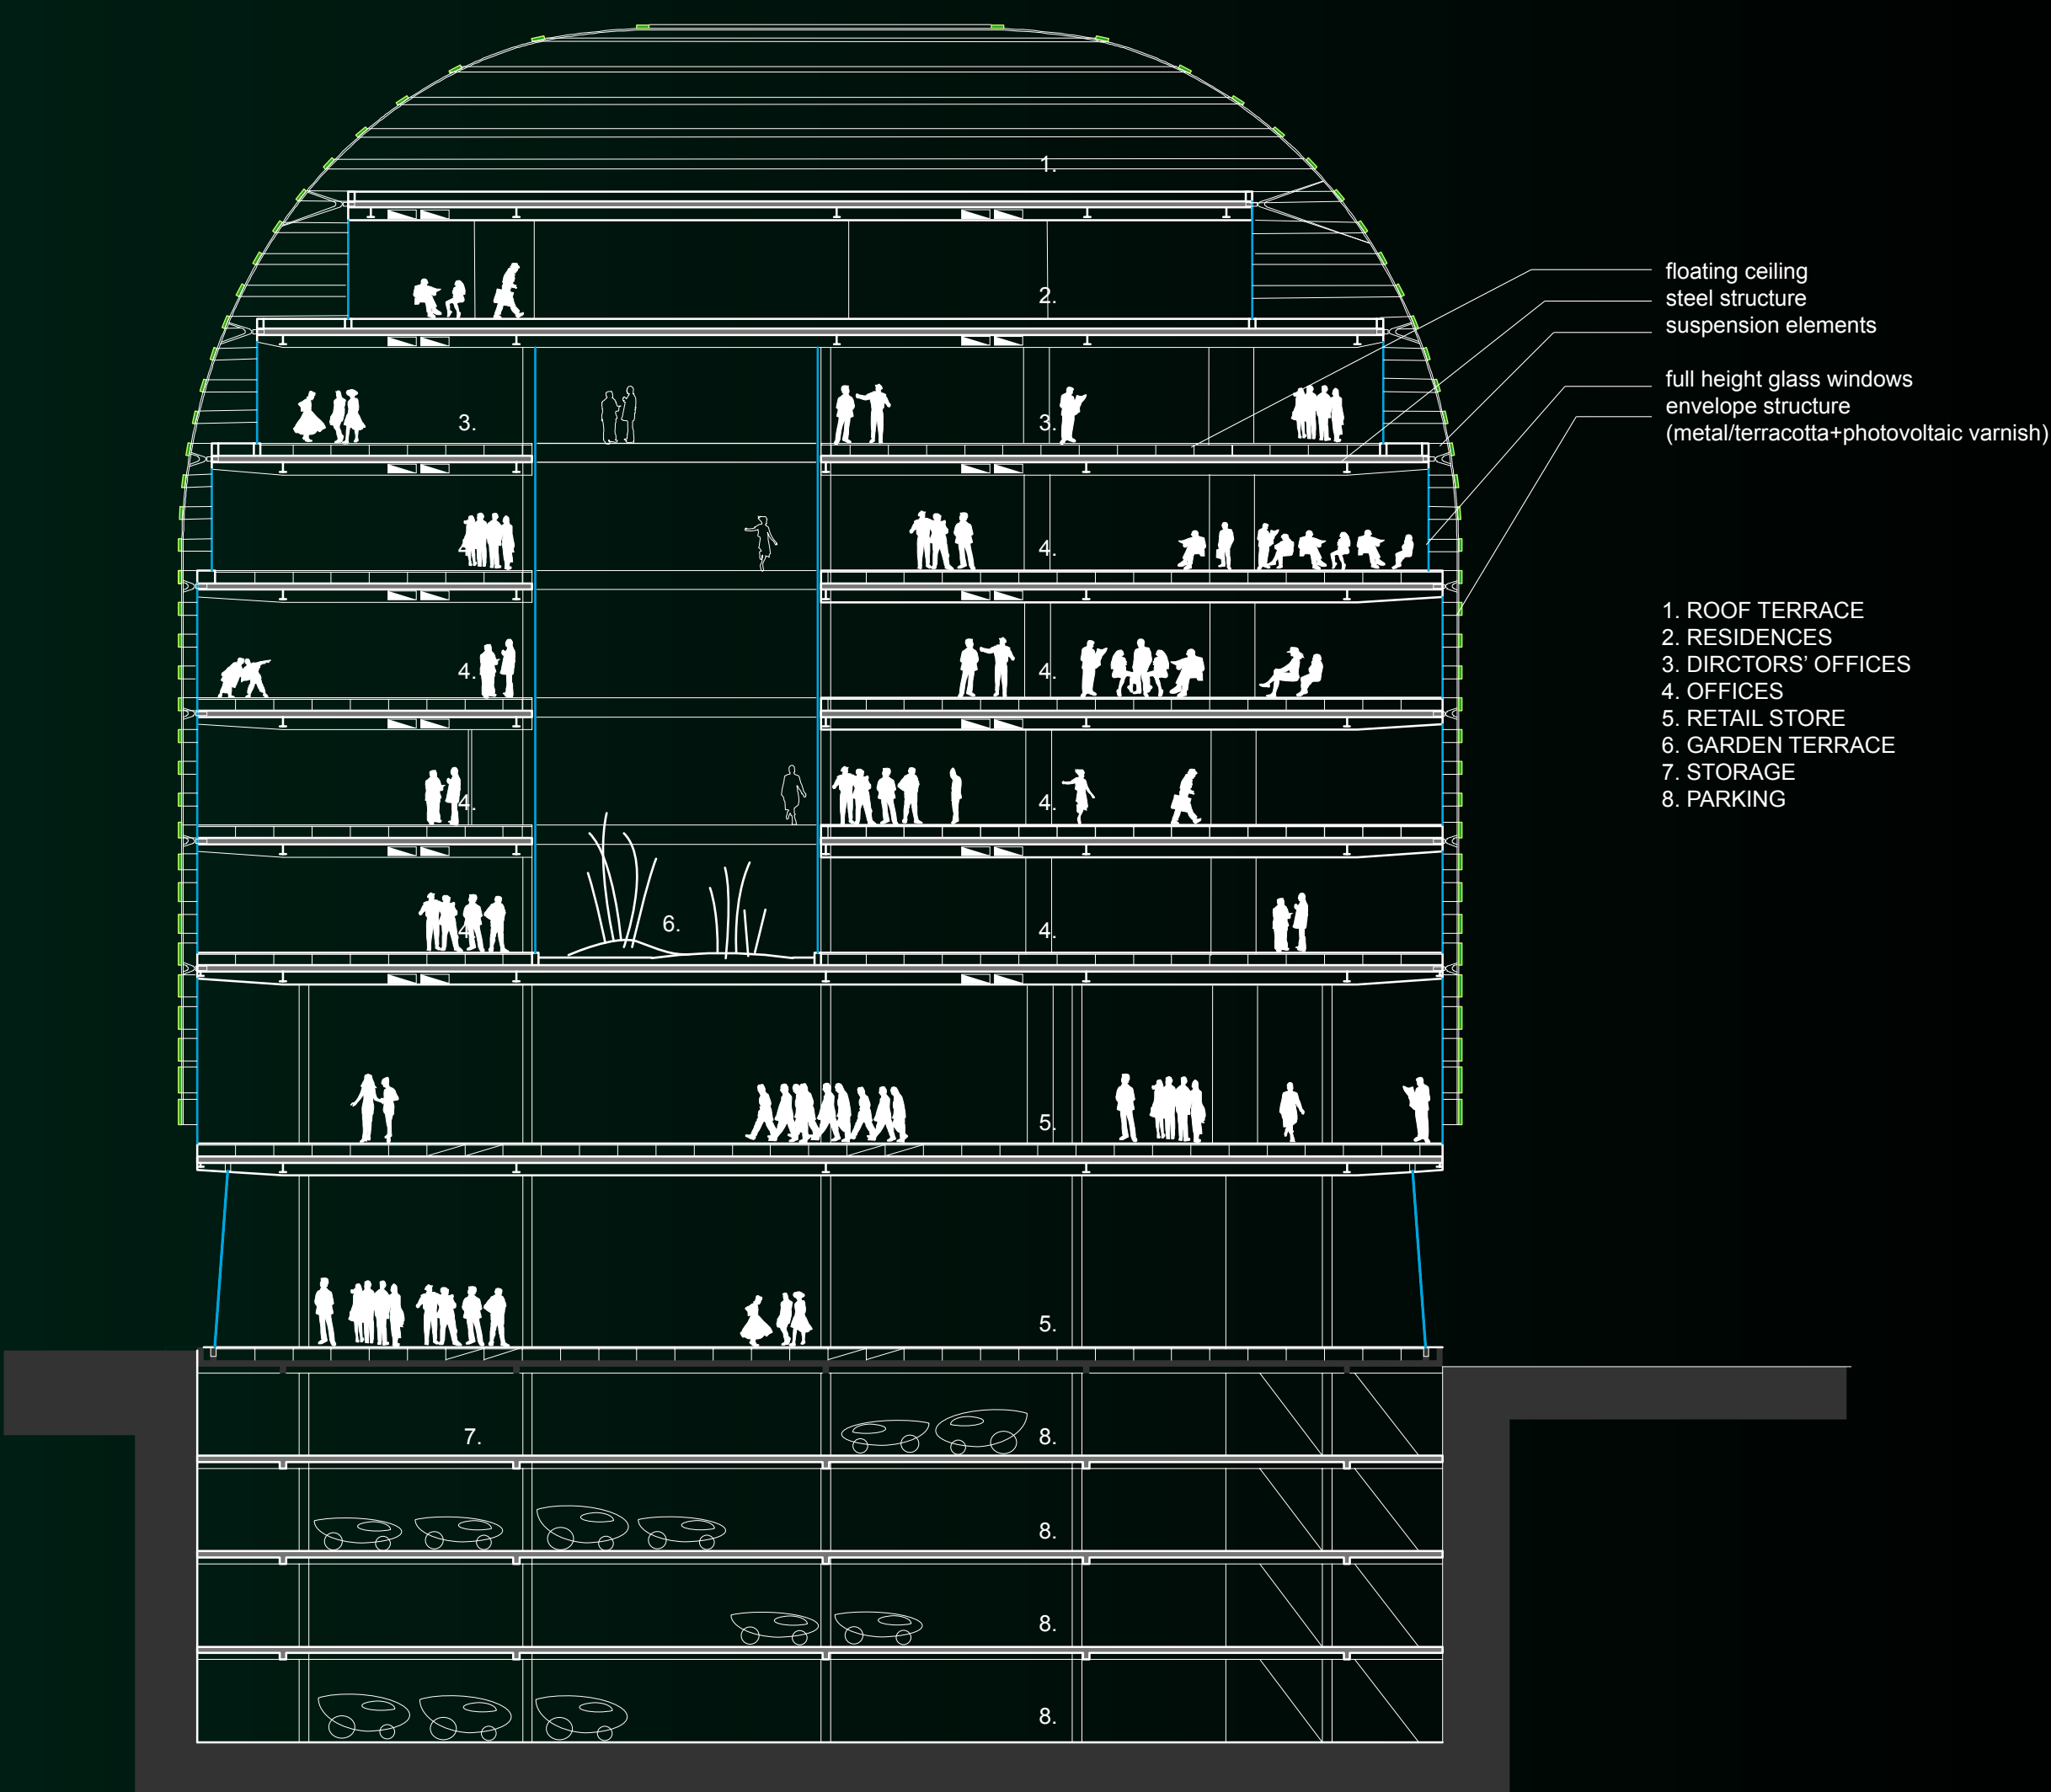 1.
2.
3.
3.
4.
4.
4.
4.
4.
4.
4.
6.
4.
5.
5.
7.
8.
8.
8.
8.
floating ceiling
steel structure
suspension elements
full height glass windows
envelope structure
(metal/terracotta+photovoltaic varnish)
1. ROOF TERRACE
2. RESIDENCES
3. DIRCTORS’ OFFICES
4. OFFICES
5. RETAIL STORE
6. GARDEN TERRACE
7. STORAGE
8. PARKING